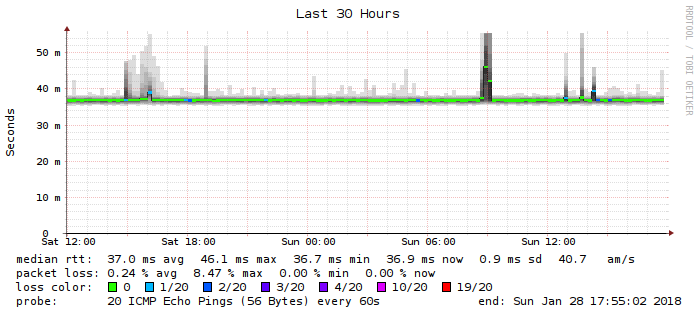 Last 30 Hours
RRDTOOL / TOBI OETIKER
Seconds
50 m
40 m
30 m
20 m
10 m
0
Sat 12:00 Sat 18:00 Sun 00:00 Sun 06:00 Sun 12:00
median rtt: 37.0 ms avg 46.1 ms max 36.7 ms min 36.9 ms now 0.9 ms sd 40.7 am/s
packet loss: 0.24 % avg 8.47 % max 0.00 % min 0.00 % now
loss color: 0 1/20 2/20 3/20 4/20 10/20 19/20
probe: 20 ICMP Echo Pings (56 Bytes) every 60s end: Sun Jan 28 17:55:02 2018